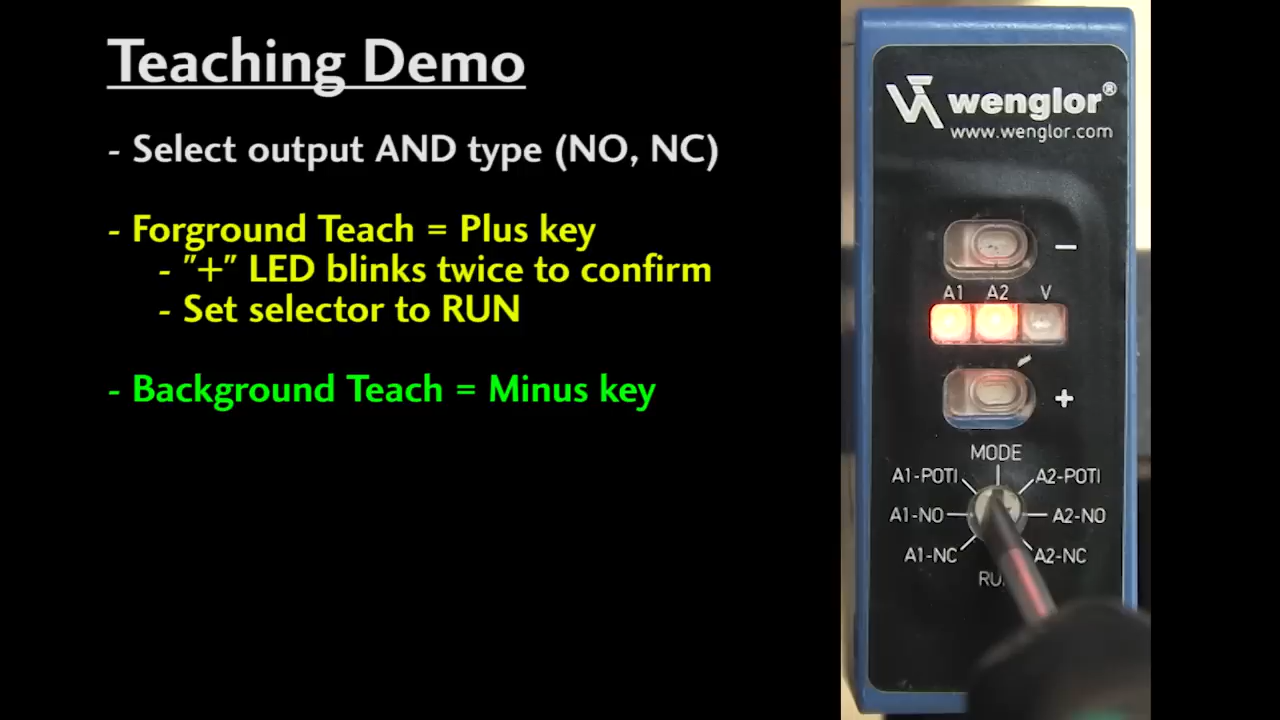 Teaching Demo
- Select output AND type (NO, NC)
- Forground Teach = Plus key
- "+" LED blinks twice to confirm
- Set selector to RUN
- Background Teach = Minus key
wenglor®
www.wenglor.com
−
A1 A2 V
+
MODE
A1-POTI A2-POTI
A1-NO A2-NO
A1-NC A2-NC